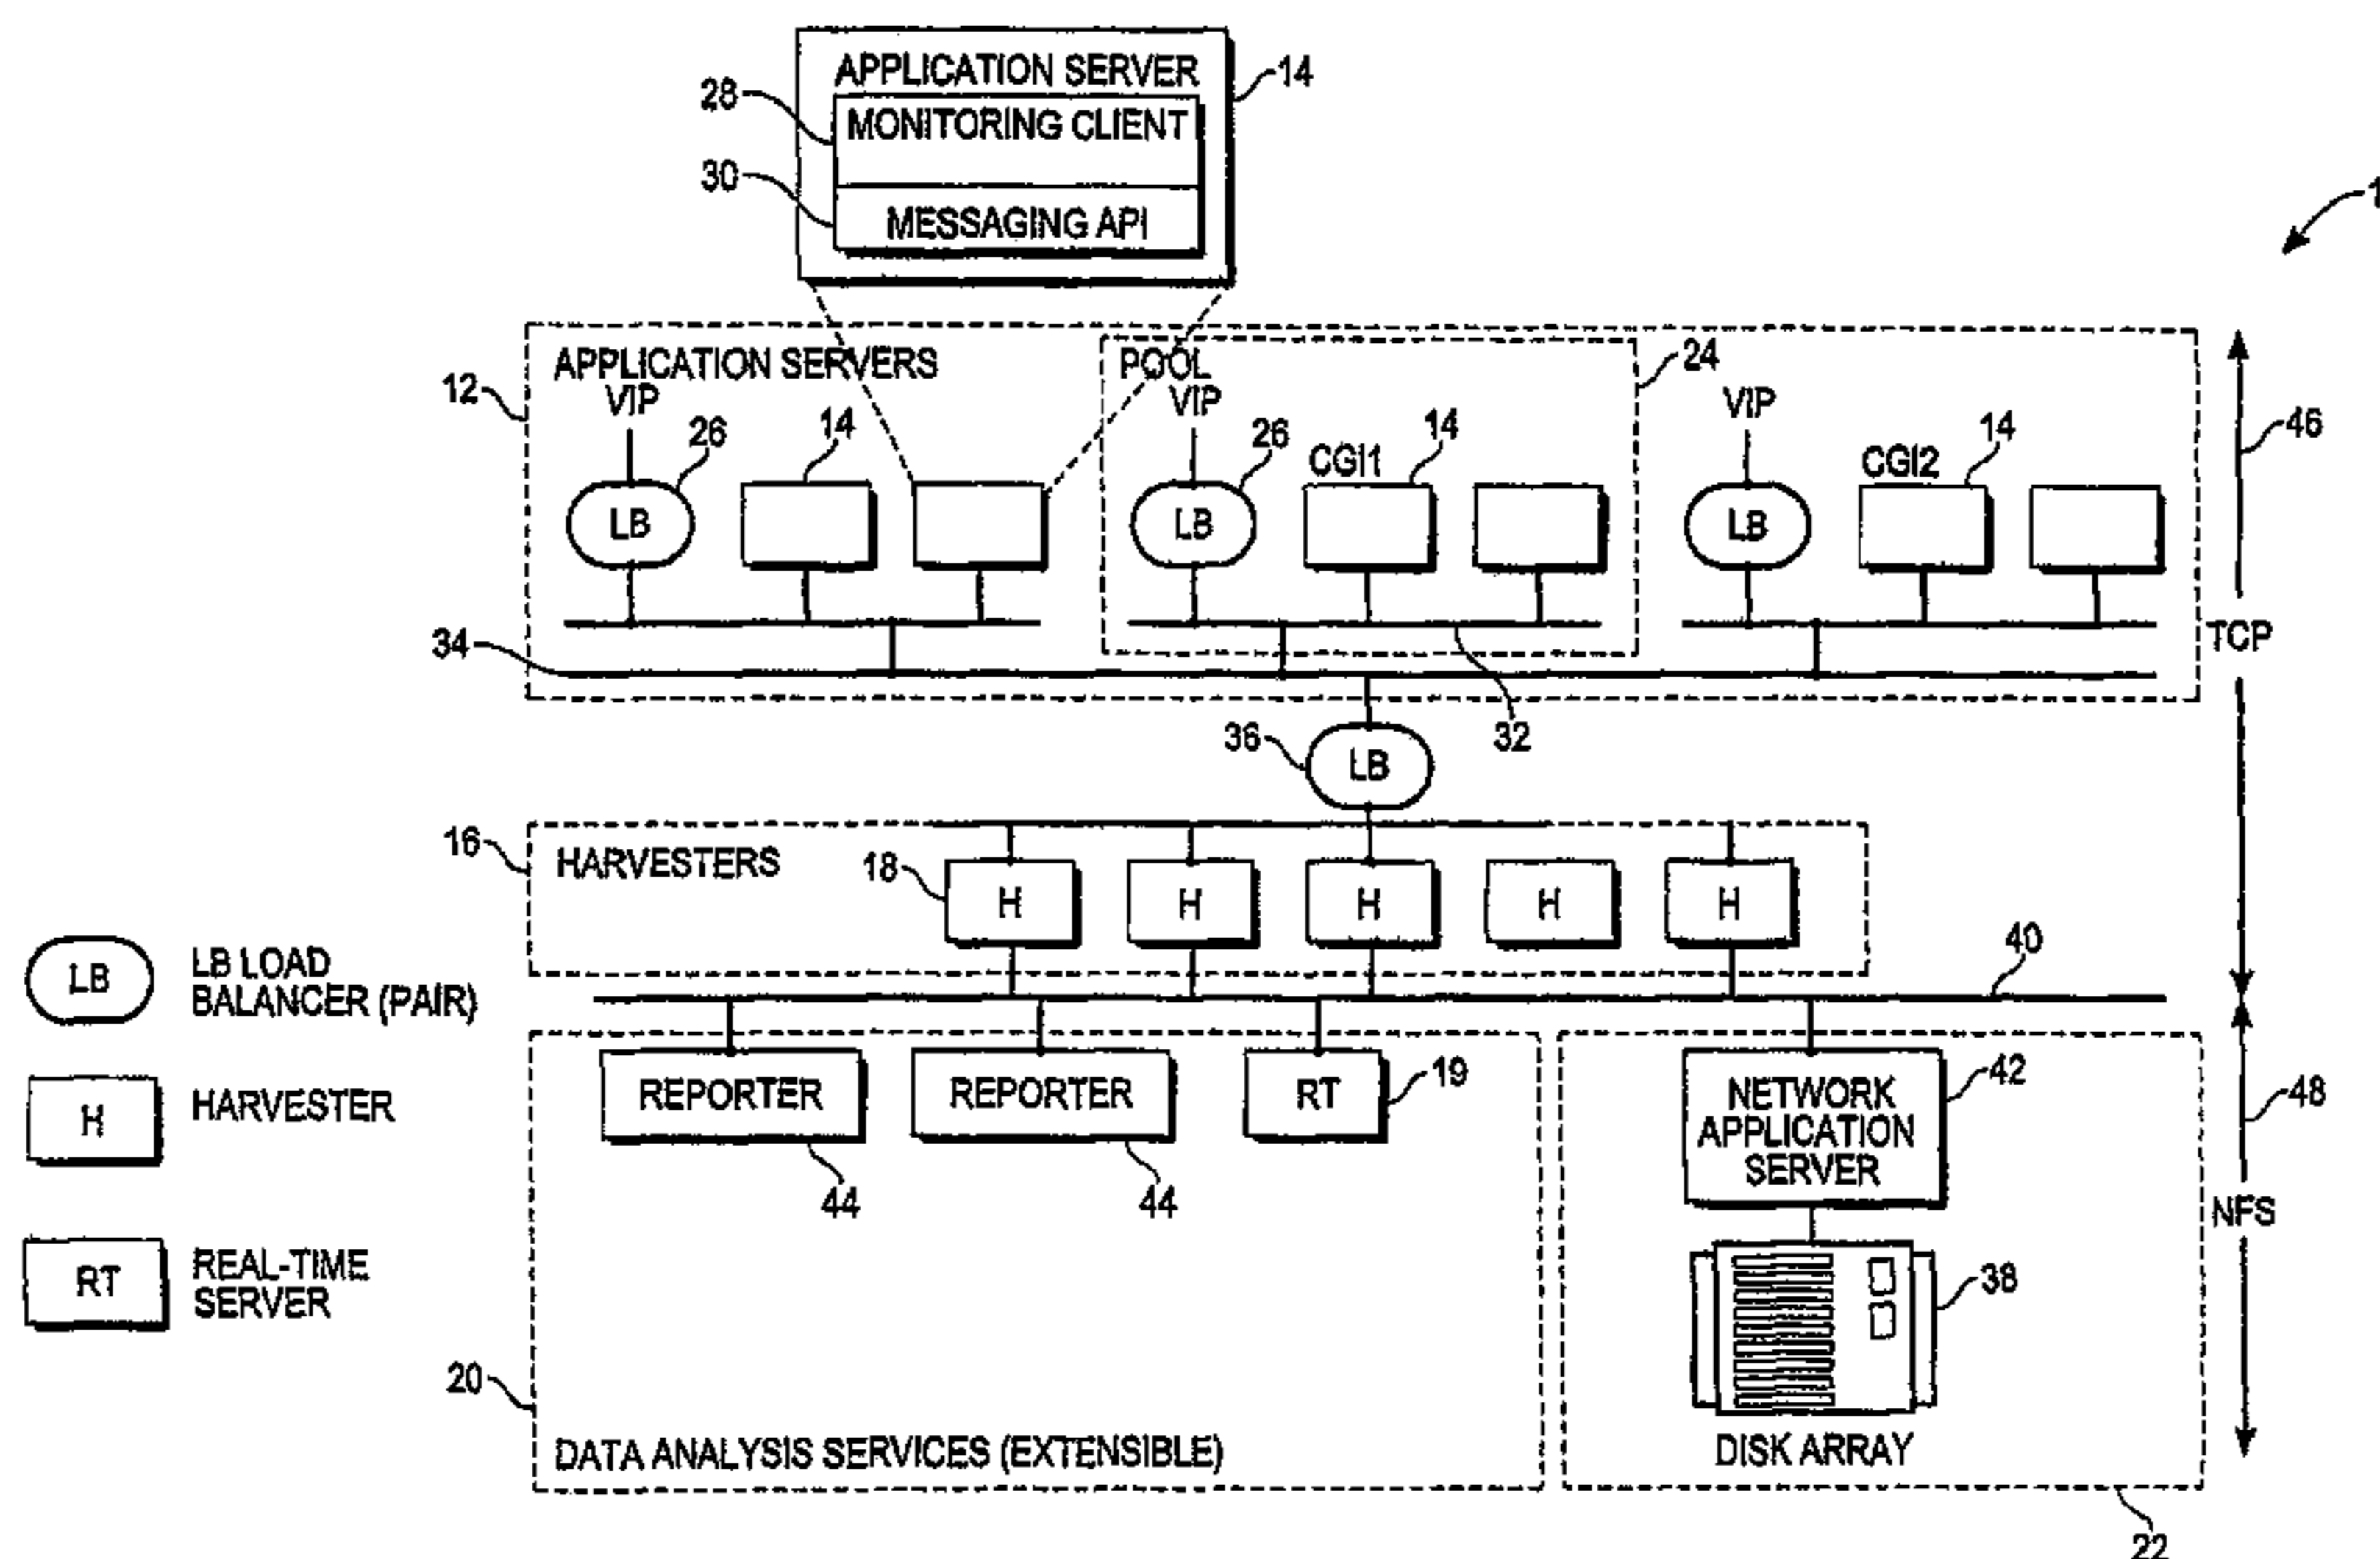 APPLICATION SERVER
14
28
MONITORING CLIENT
30
MESSAGING API
APPLICATION SERVERS
POOL
24
12
VIP
VIP
VIP
46
26
14
26
CGI1
14
CGI2
14
LB
LB
LB
34
TCP
36
32
LB
16
HARVESTERS
18
H
H
H
H
H
40
LB
LB LOAD
BALANCER (PAIR)
REPORTER
REPORTER
RT
19
NETWORK
APPLICATION
SERVER
42
48
H
HARVESTER
44
44
NFS
RT
REAL-TIME
SERVER
38
20
DATA ANALYSIS SERVICES (EXTENSIBLE)
DISK ARRAY
22